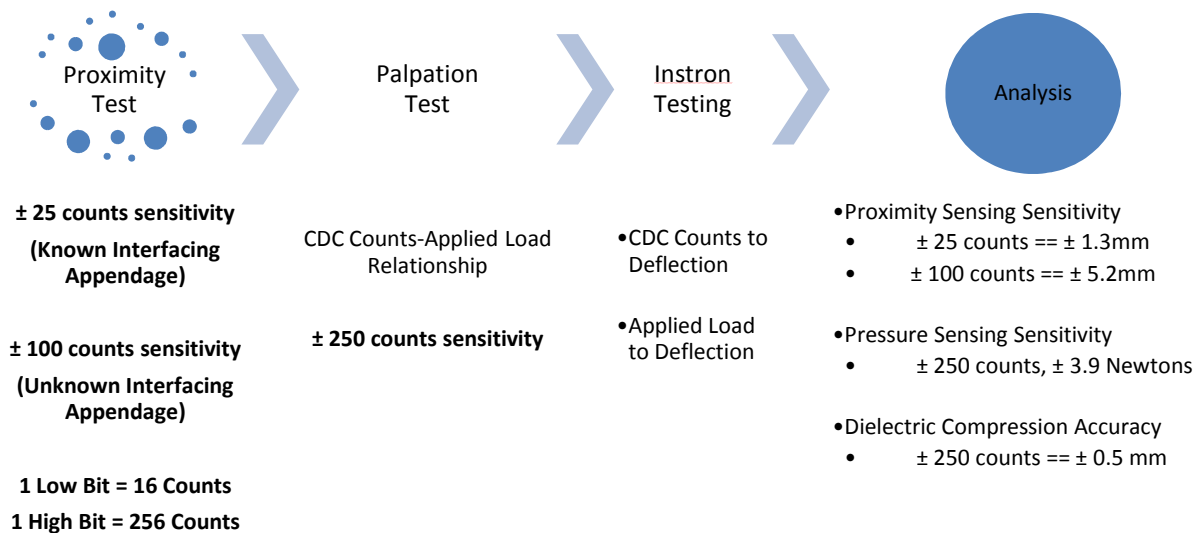 Proximity
Test
Palpation
Test
Instron
Testing
Analysis
± 25 counts sensitivity
(Known Interfacing
Appendage)
± 100 counts sensitivity
(Unknown Interfacing
Appendage)
1 Low Bit = 16 Counts
1 High Bit = 256 Counts
CDC Counts-Applied Load
Relationship
± 250 counts sensitivity
•CDC Counts to
Deflection
•Applied Load
to Deflection
•Proximity Sensing Sensitivity
• ± 25 counts == ± 1.3mm
• ± 100 counts == ± 5.2mm
•Pressure Sensing Sensitivity
• ± 250 counts, ± 3.9 Newtons
•Dielectric Compression Accuracy
• ± 250 counts == ± 0.5 mm